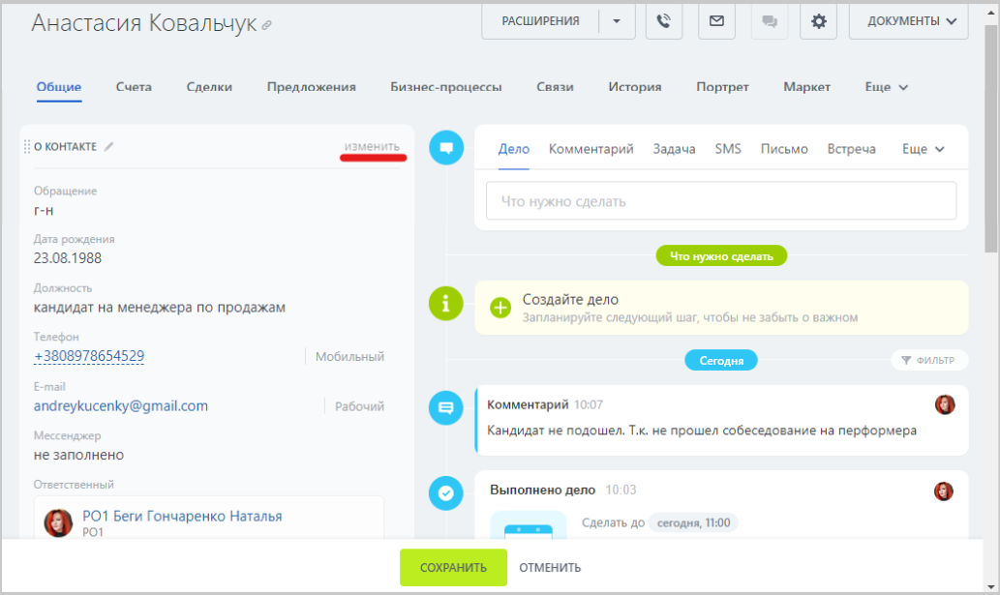 Анастасия Ковальчук
РАСШИРЕНИЯ
ДОКУМЕНТЫ
Общие Счета Сделки Предложения Бизнес-процессы Связи История Портрет Маркет Еще
О КОНТАКТЕ
изменить
Обращение
г-н
Дата рождения
23.08.1988
Должность
кандидат на менеджера по продажам
Телефон
+3808978654529 Мобильный
E-mail
andreykucenky@gmail.com Рабочий
Мессенджер
не заполнено
Ответственный
РО1 Беги Гончаренко Наталья
РО1
Дело Комментарий Задача SMS Письмо Встреча Еще
Что нужно сделать
Что нужно сделать
Создайте дело
Запланируйте следующий шаг, чтобы не забыть о важном
Сегодня
ФИЛЬТР
Комментарий 10:07
Кандидат не подошел. Т.к. не прошел собеседование на перформера
Выполнено дело 10:03
Сделать до сегодня, 11:00
СОХРАНИТЬ ОТМЕНИТЬ